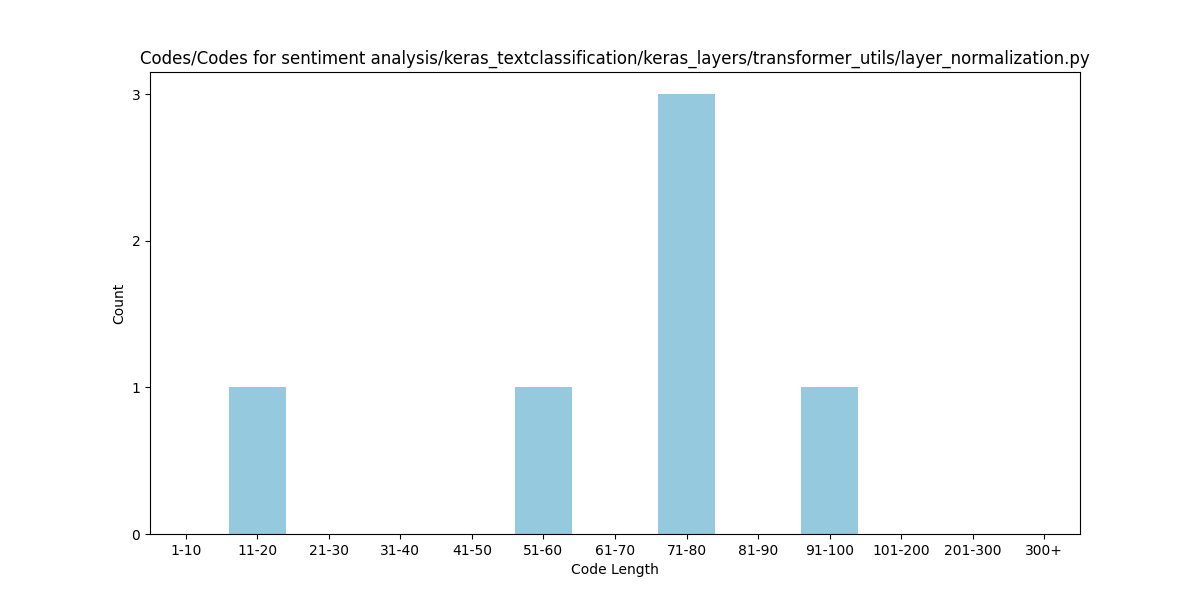 Codes/Codes for sentiment analysis/keras_textclassification/keras_layers/transformer_utils/layer_normalization.py
3
2
1
0
Count
1-10 11-20 21-30 31-40 41-50 51-60 61-70 71-80 81-90 91-100 101-200 201-300 300+
Code Length